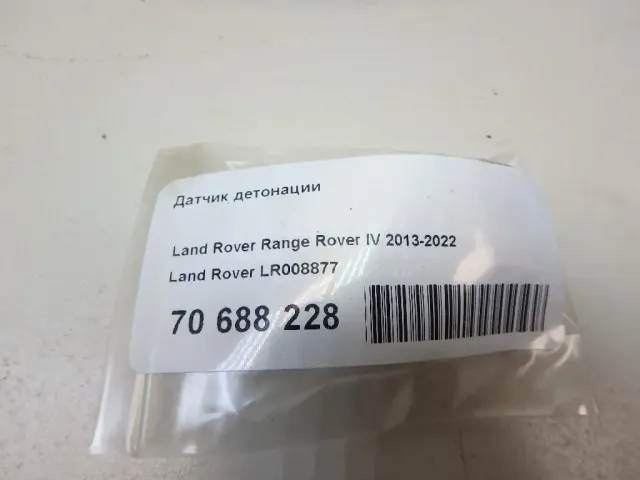 Датчик детонации
Land Rover Range Rover IV 2013-2022
Land Rover LR008877
70 688 228